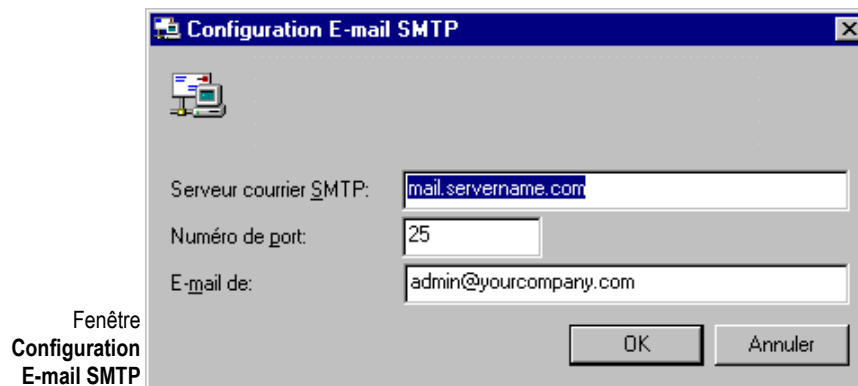 Configuration E-mail SMTP
Serveur courrier SMTP: mail.servername.com
Numéro de port: 25
E-mail de: admin@yourcompany.com
OK Annuler
Fenêtre
Configuration
E-mail SMTP